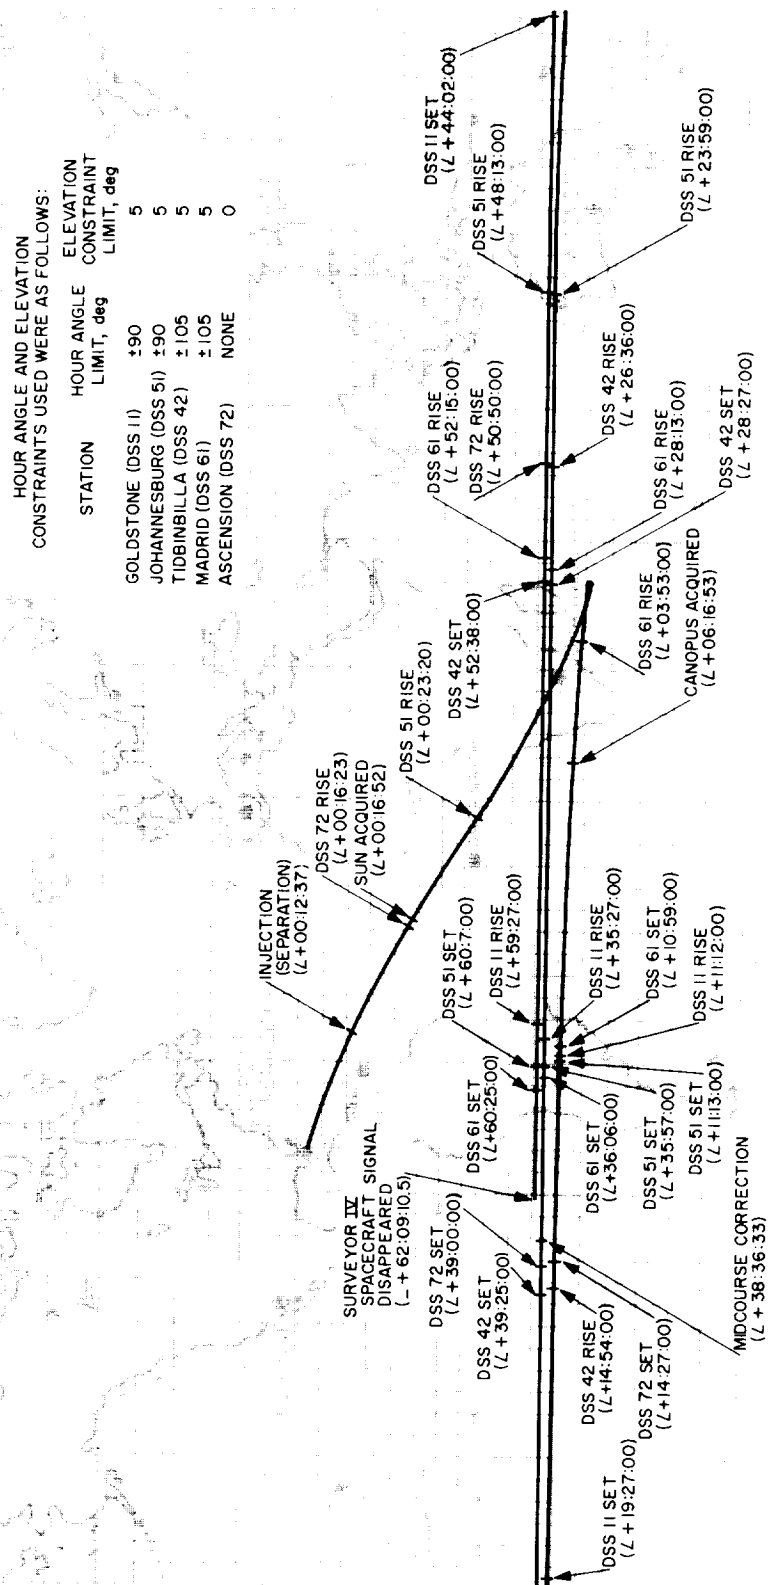 HOUR ANGLE AND ELEVATION
CONSTRAINTS USED WERE AS FOLLOWS:
STATION HOUR ANGLE LIMIT, deg ELEVATION CONSTRAINT LIMIT, deg
GOLDSTONE (DSS 11) ±90 5
JOHANNESBURG (DSS 51) ±90 5
TIDBINBILLA (DSS 42) ±105 5
MADRID (DSS 61) ±105 5
ASCENSION (DSS 72) NONE 0
INJECTION
(SEPARATION)
(L+00:12:37)
DSS 72 RISE
(L+00:16:23)
SUN ACQUIRED
(L+00:16:52)
DSS 51 RISE
(L+00:23:20)
SURVEYOR IV
SPACECRAFT SIGNAL
DISAPPEARED
(_ + 62:09:10.5)
DSS 72 SET
(L+39:00:00)
DSS 42 SET
(L+39:25:00)
DSS 61 SET
(L+60:25:00)
DSS 51 SET
(L+60:7:00)
DSS 11 RISE
(L+59:27:00)
DSS 42 SET
(L+52:38:00)
DSS 61 RISE
(L+52:15:00)
DSS 72 RISE
(L+50:50:00)
DSS 51 RISE
(L+48:13:00)
DSS 11 SET
(L+44:02:00)
DSS 11 SET
(L+19:27:00)
DSS 42 RISE
(L+14:54:00)
DSS 72 SET
(L+14:27:00)
MIDCOURSE CORRECTION
(L + 38:36:33)
DSS 61 SET
(L+36:06:00)
DSS 51 SET
(L+35:57:00)
DSS 51 SET
(L+11:13:00)
DSS 11 RISE
(L+11:12:00)
DSS 61 SET
(L+10:59:00)
DSS 11 RISE
(L+35:27:00)
CANOPUS ACQUIRED
(L+06:16:53)
DSS 61 RISE
(L+03:53:00)
DSS 42 SET
(L+28:27:00)
DSS 61 RISE
(L+28:13:00)
DSS 42 RISE
(L+26:36:00)
DSS 51 RISE
(L+23:59:00)